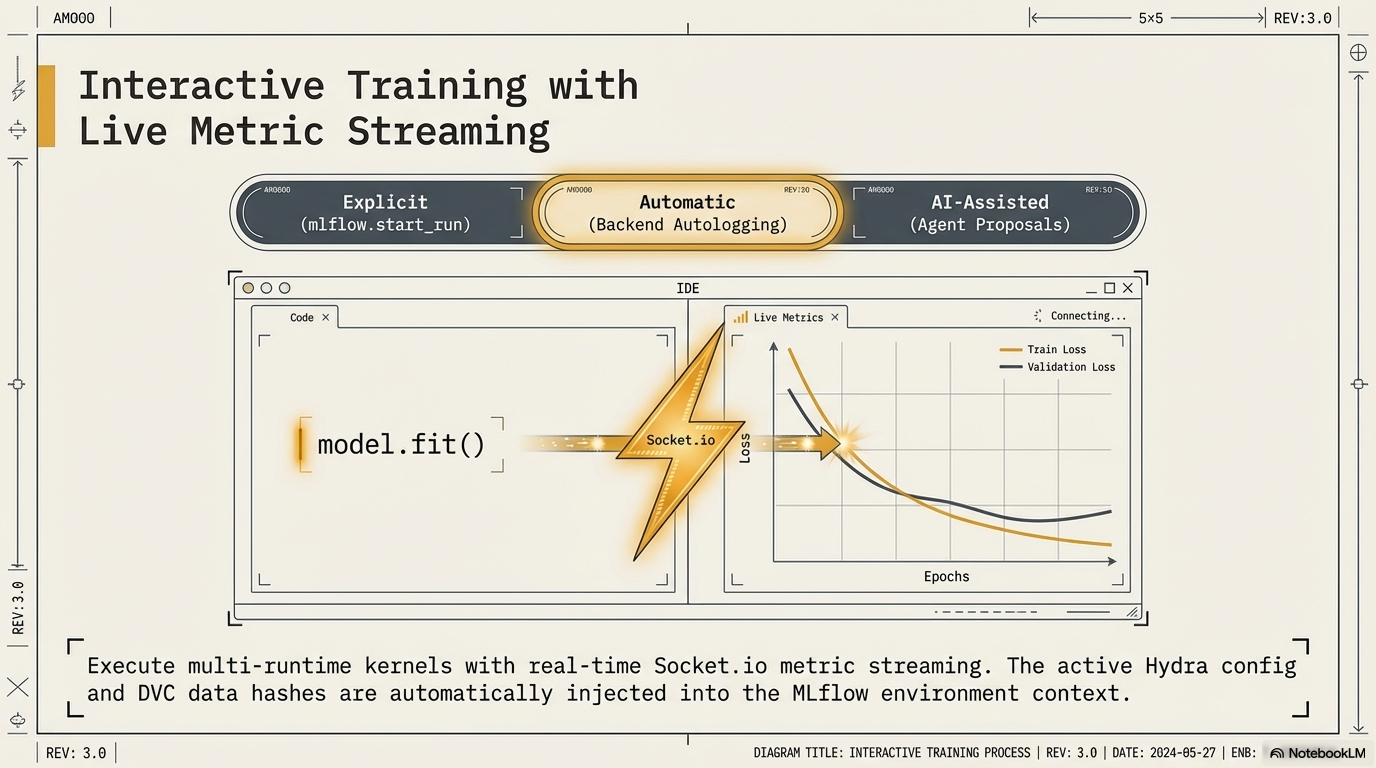 AMO00
5×5
REV:3.0
Interactive Training with
Live Metric Streaming
Explicit
(mlflow.start_run)
REV:20
Automatic
(Backend Autologging)
AI-Assisted
(Agent Proposals)
IDE
Code ×
Live Metrics ×
Connecting...
Train Loss
Validation Loss
model.fit()
Socket.io
Loss
Epochs
REV:3.0
Execute multi-runtime kernels with real-time Socket.io metric streaming. The active Hydra config
and DVC data hashes are automatically injected into the MLflow environment context.
REV: 3.0
DIAGRAM TITLE: INTERACTIVE TRAINING PROCESS | REV: 3.0 | DATE: 2024-05-27 | ENB:
NotebookLM